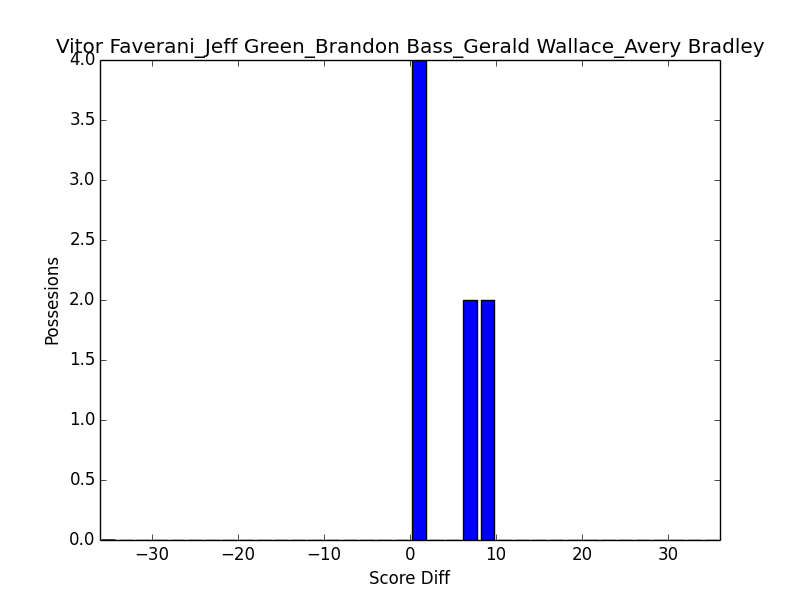 Vitor Faverani_Jeff Green_Brandon Bass_Gerald Wallace_Avery Bradley
4.0
3.5
3.0
2.5
2.0
1.5
1.0
0.5
0.0
Possesions
−30 −20 −10 0 10 20 30
Score Diff